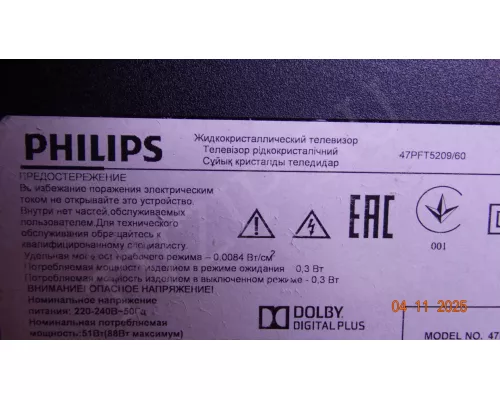 PHILIPS
Жидкокристаллический телевизор
Телевізор рідкокристалічний
Сұйық кристалды теледидар
47PFT5209/60
ПРЕДОСТЕРЕЖЕНИЕ
Во избежание поражения электрическим
током не открывайте это устройство.
Внутри нет частей, обслуживаемых
пользователем. Для технического
обслуживания обращайтесь к
квалифицированному специалисту.
Удельная мощность рабочего режима – 0.0084 Вт/см²
Потребляемая мощность изделием в режиме ожидания - 0,3 Вт
Потребляемая мощность изделием в выключенном режиме - 0,3 Вт
ВНИМАНИЕ! ОПАСНОЕ НАПРЯЖЕНИЕ!
Номинальное напряжение
питания: 220-240В~50Гц
Номинальная потребляемая
мощность: 51Вт(88Вт максимум)
EAC
001
DOLBY
DIGITAL PLUS
04 11 2025
MODEL NO. 47